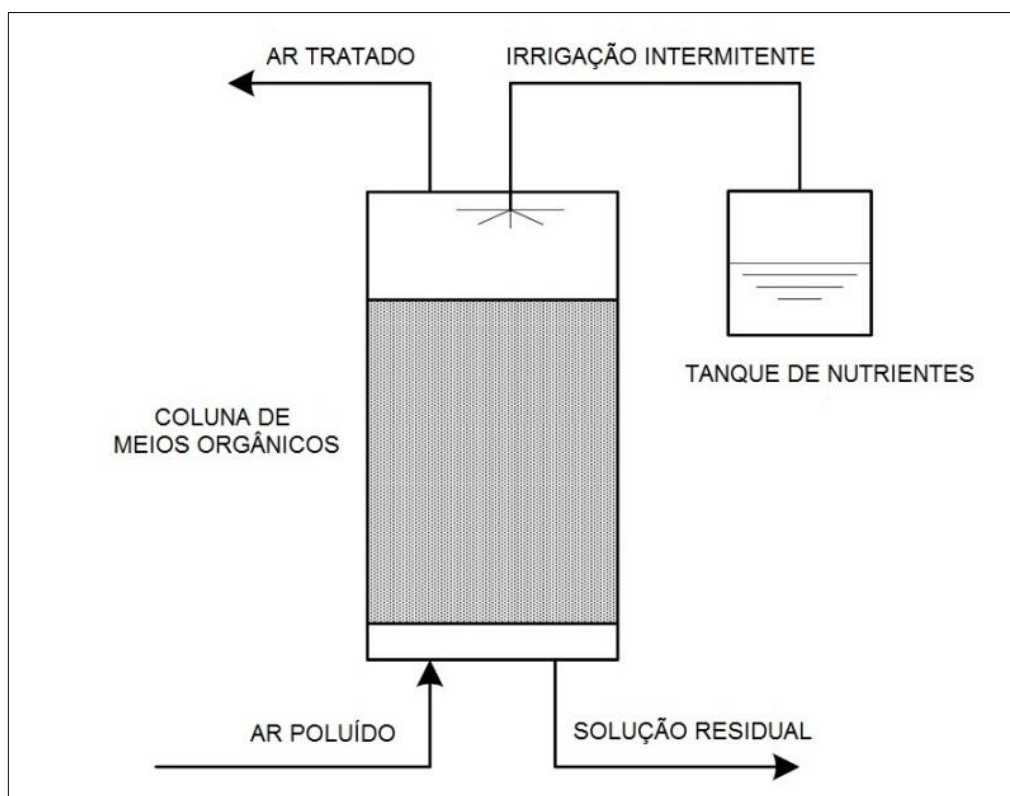 AR TRATADO
IRRIGAÇÃO INTERMITENTE
TANQUE DE NUTRIENTES
COLUNA DE
MEIOS ORGÂNICOS
AR POLUÍDO
SOLUÇÃO RESIDUAL